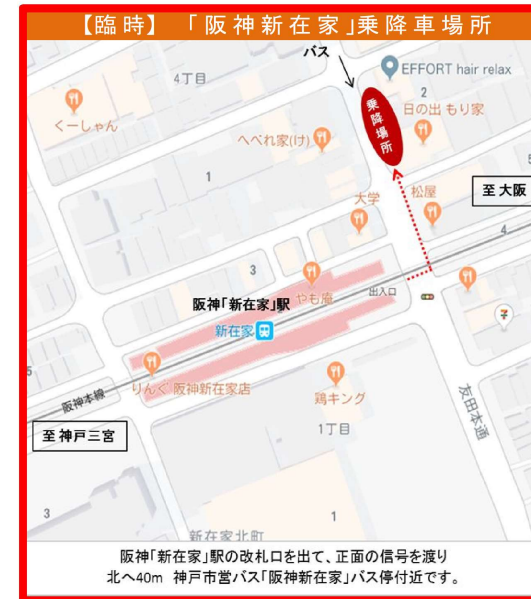 【臨時】 「阪神新在家」乗降車場所
バス
EFFORT hair relax
4丁目
2
くーしゃん
日の出 もり家
乗降場所
へべれ家(け)
1
5
大学
松屋
至 大阪
4
3
やも庵
出入口
阪神「新在家」駅
新在家
りんぐ 阪神新在家店
5
阪神本線
鶏キング
友田本通
至 神戸三宮
1丁目
3
1
新在家北町
阪神「新在家」駅の改札口を出て、正面の信号を渡り
北へ40m 神戸市営バス「阪神新在家」バス停付近です。